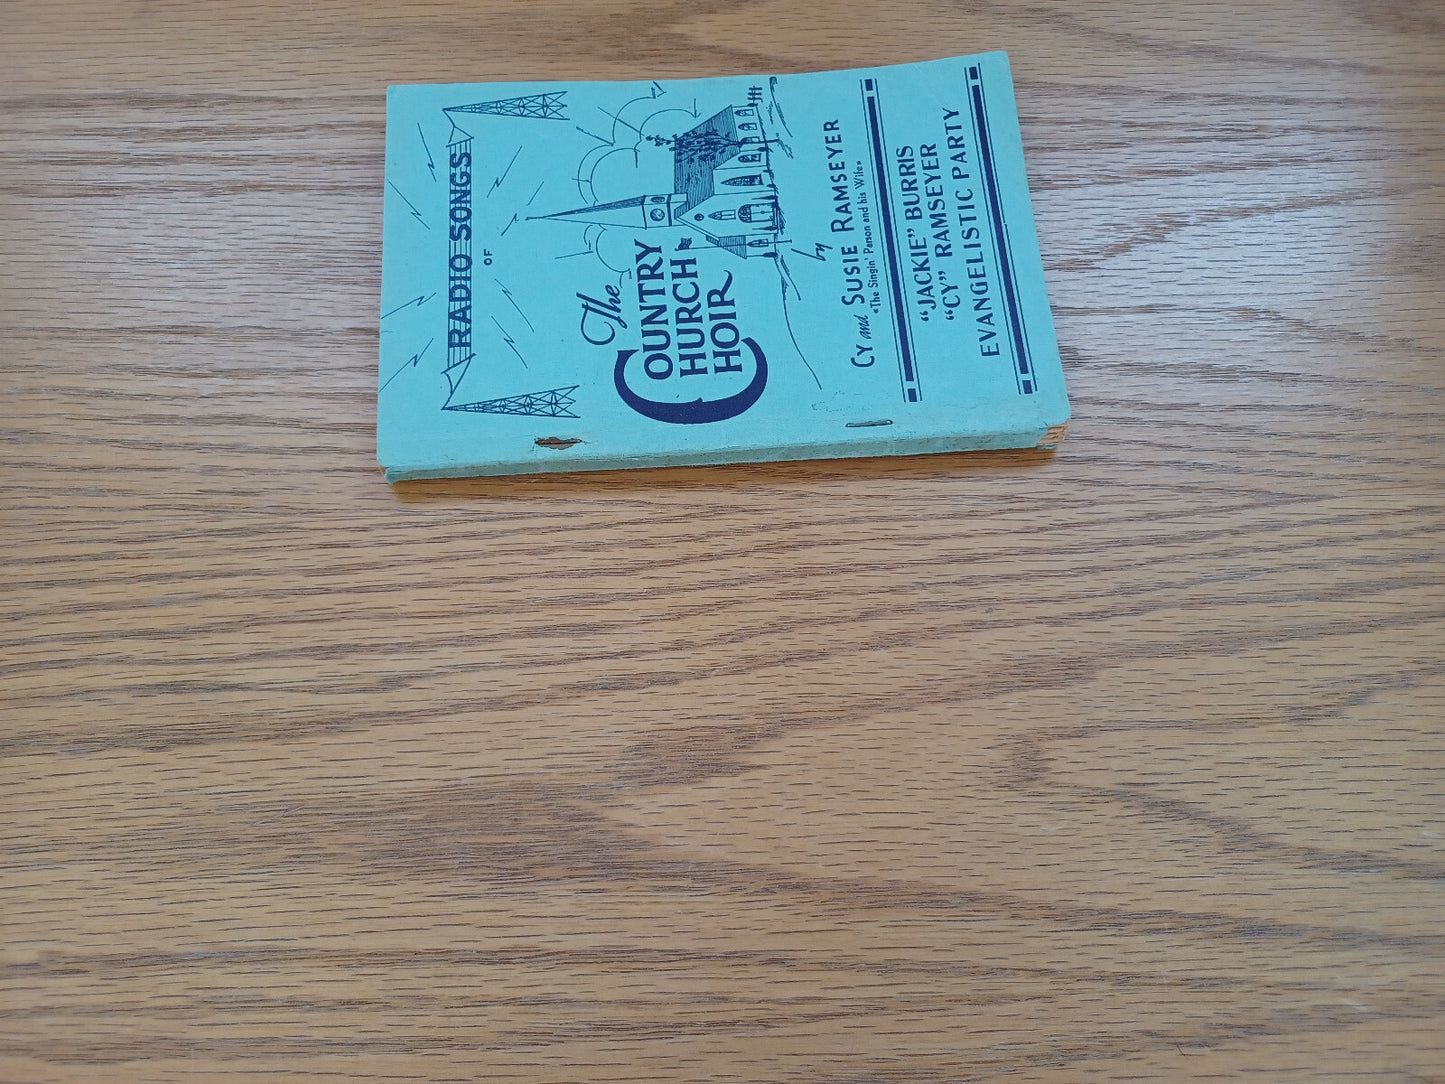 RADIO SONGS
OF
The
COUNTRY
CHURCH
CHOIR
by
CY and SUSIE RAMSEYER
"The Singin' Parson and his Wife"
"JACKIE" BURRIS
"CY" RAMSEYER
EVANGELISTIC PARTY